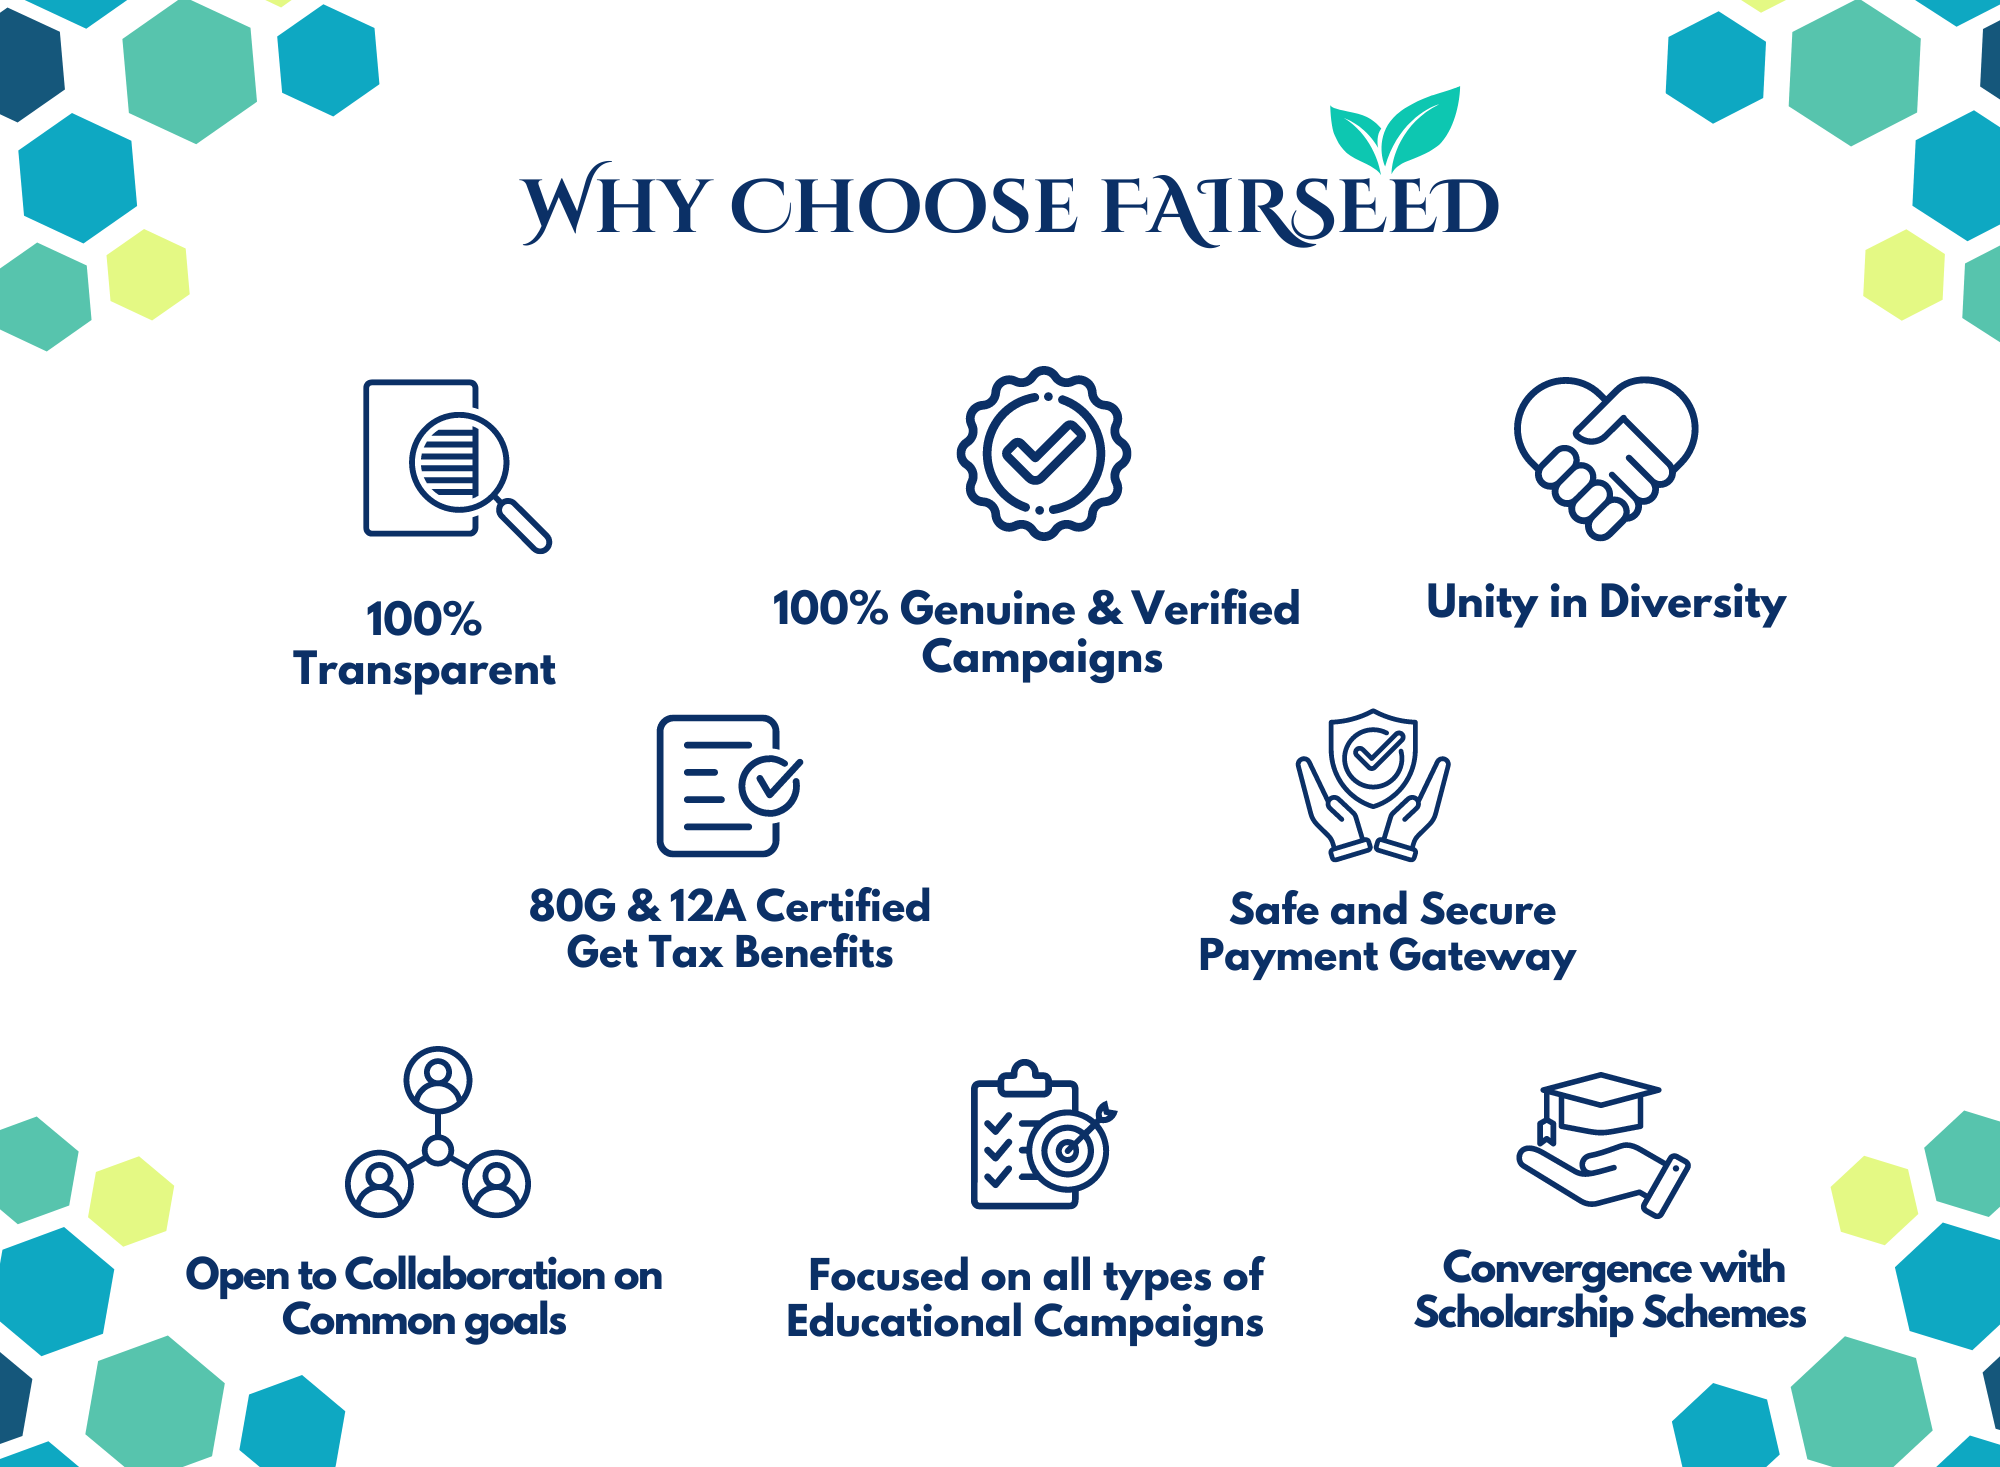 WHY CHOOSE FAIRSEED
100%
Transparent
100% Genuine & Verified
Campaigns
Unity in Diversity
80G & 12A Certified
Get Tax Benefits
Safe and Secure
Payment Gateway
Open to Collaboration on
Common goals
Focused on all types of
Educational Campaigns
Convergence with
Scholarship Schemes